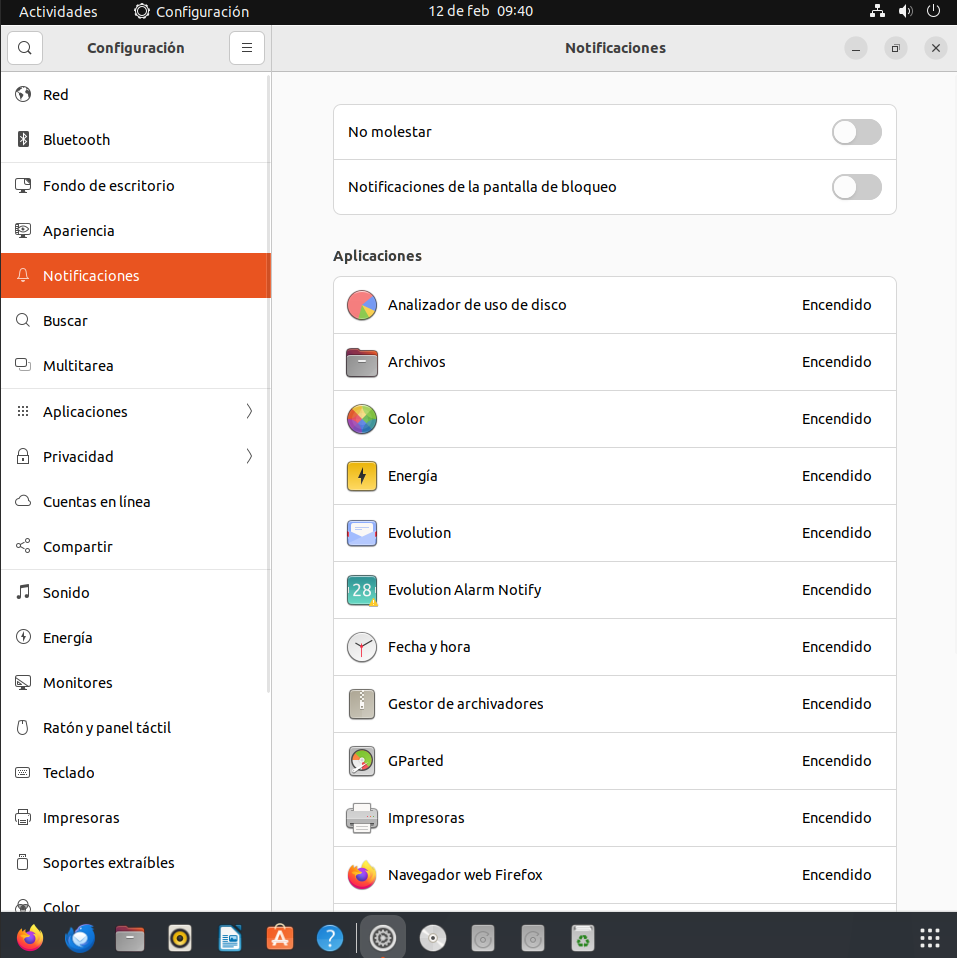 Actividades Configuración 12 de feb 09:40
Configuración
Notificaciones
Red
Bluetooth
Fondo de escritorio
Apariencia
Notificaciones
Buscar
Multitarea
Aplicaciones
Privacidad
Cuentas en línea
Compartir
Sonido
Energía
Monitores
Ratón y panel táctil
Teclado
Impresoras
Soportes extraíbles
Color
No molestar
Notificaciones de la pantalla de bloqueo
Aplicaciones
Analizador de uso de disco Encendido
Archivos Encendido
Color Encendido
Energía Encendido
Evolution Encendido
28 Evolution Alarm Notify Encendido
Fecha y hora Encendido
Gestor de archivadores Encendido
GParted Encendido
Impresoras Encendido
Navegador web Firefox Encendido